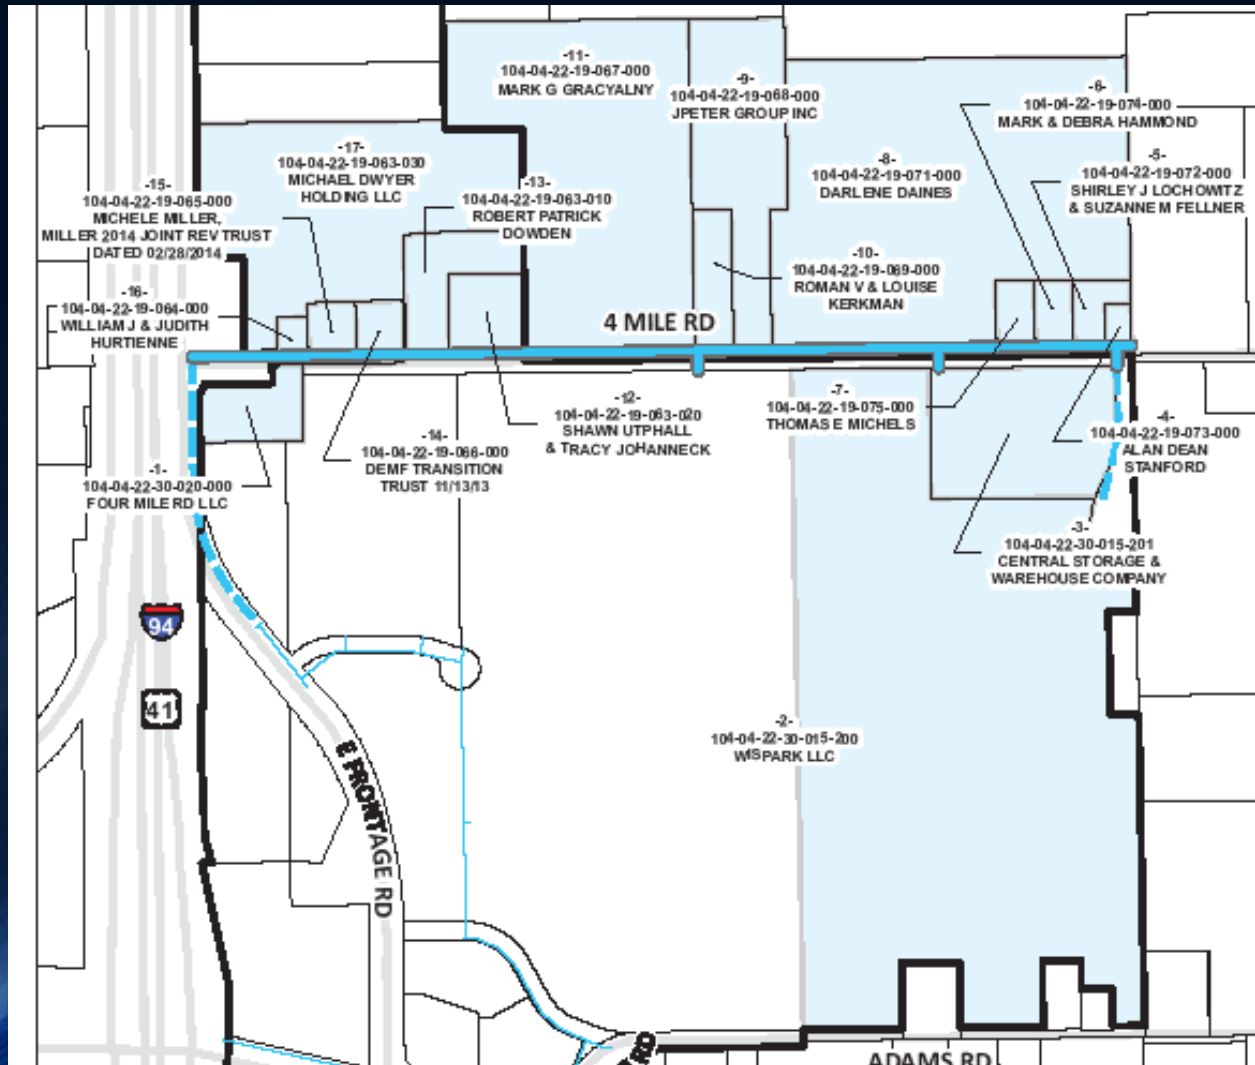 -11-
104-04-22-19-067-000
MARK G GRACYALNY
-9-
104-04-22-19-068-000
JPETER GROUP INC
-6-
104-04-22-19-074-000
MARK & DEBRA HAMMOND
-17-
104-04-22-19-063-030
MICHAEL DWYER
HOLDING LLC
-8-
104-04-22-19-071-000
DARLENE DAINES
-5-
104-04-22-19-072-000
SHIRLEY J LOCHOWITZ
& SUZANNE M FELLNER
-15-
104-04-22-19-065-000
MICHELE MILLER,
MILLER 2014 JOINT REV TRUST
DATED 02/28/2014
-13-
104-04-22-19-063-010
ROBERT PATRICK
DOWDEN
-10-
104-04-22-19-069-000
ROMAN V & LOUISE
KERKMAN
-16-
104-04-22-19-064-000
WILLIAM J & JUDITH
HURTIENNE
4 MILE RD
-7-
104-04-22-19-075-000
THOMAS E MICHELS
-12-
104-04-22-19-063-020
SHAWN UTPHALL
& TRACY JOHANNECK
-4-
104-04-22-19-073-000
ALAN DEAN
STANFORD
-14-
104-04-22-19-066-000
DEMF TRANSITION
TRUST 11/13/13
-1-
104-04-22-30-020-000
FOUR MILE RD LLC
-3-
104-04-22-30-015-201
CENTRAL STORAGE &
WAREHOUSE COMPANY
94
41
-2-
104-04-22-30-015-200
WISPARK LLC
E FRONTAGE RD
RD
ADAMS RD